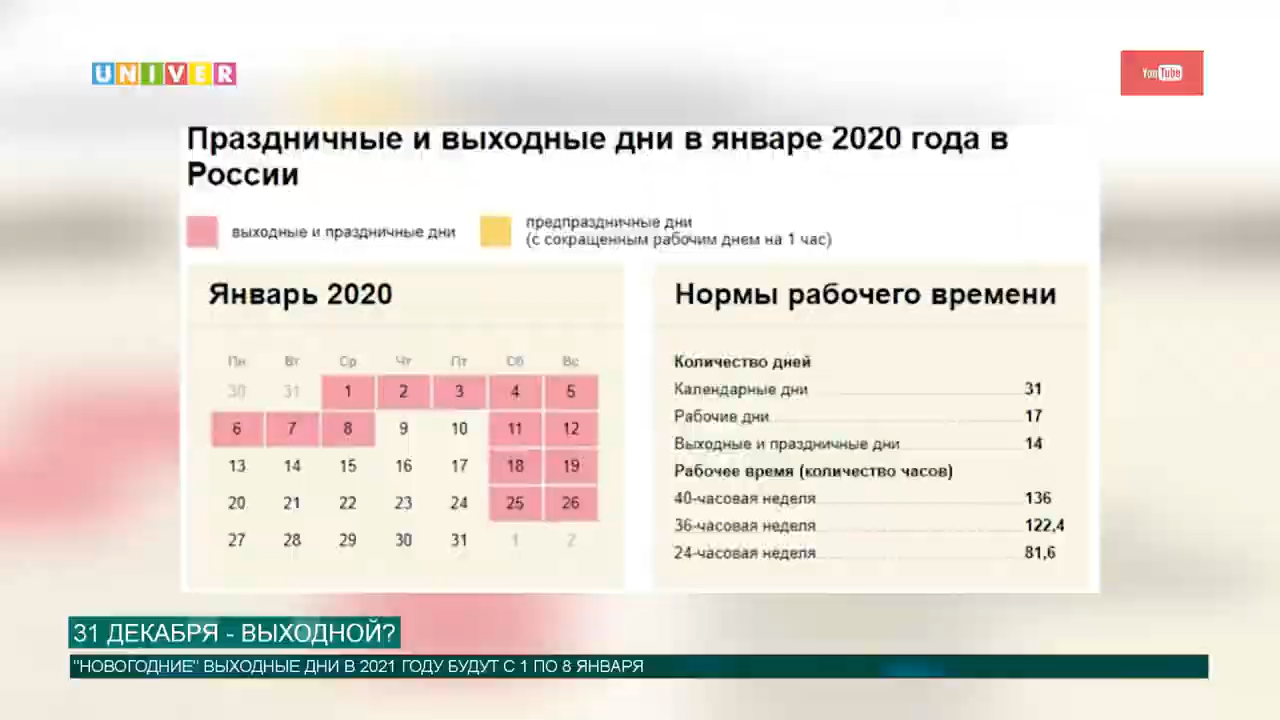 UNIVER
YouTube
Праздничные и выходные дни в январе 2020 года в
России
выходные и праздничные дни
предпраздничные дни
(с сокращенным рабочим днем на 1 час)
Январь 2020
Пн Вт Ср Чт Пт Сб Вс
30 31 1 2 3 4 5
6 7 8 9 10 11 12
13 14 15 16 17 18 19
20 21 22 23 24 25 26
27 28 29 30 31 1 2
Нормы рабочего времени
Количество дней
Календарные дни 31
Рабочие дни 17
Выходные и праздничные дни 14
Рабочее время (количество часов)
40-часовая неделя 136
36-часовая неделя 122,4
24-часовая неделя 81,6
31 ДЕКАБРЯ - ВЫХОДНОЙ?
"НОВОГОДНИЕ" ВЫХОДНЫЕ ДНИ В 2021 ГОДУ БУДУТ С 1 ПО 8 ЯНВАРЯ